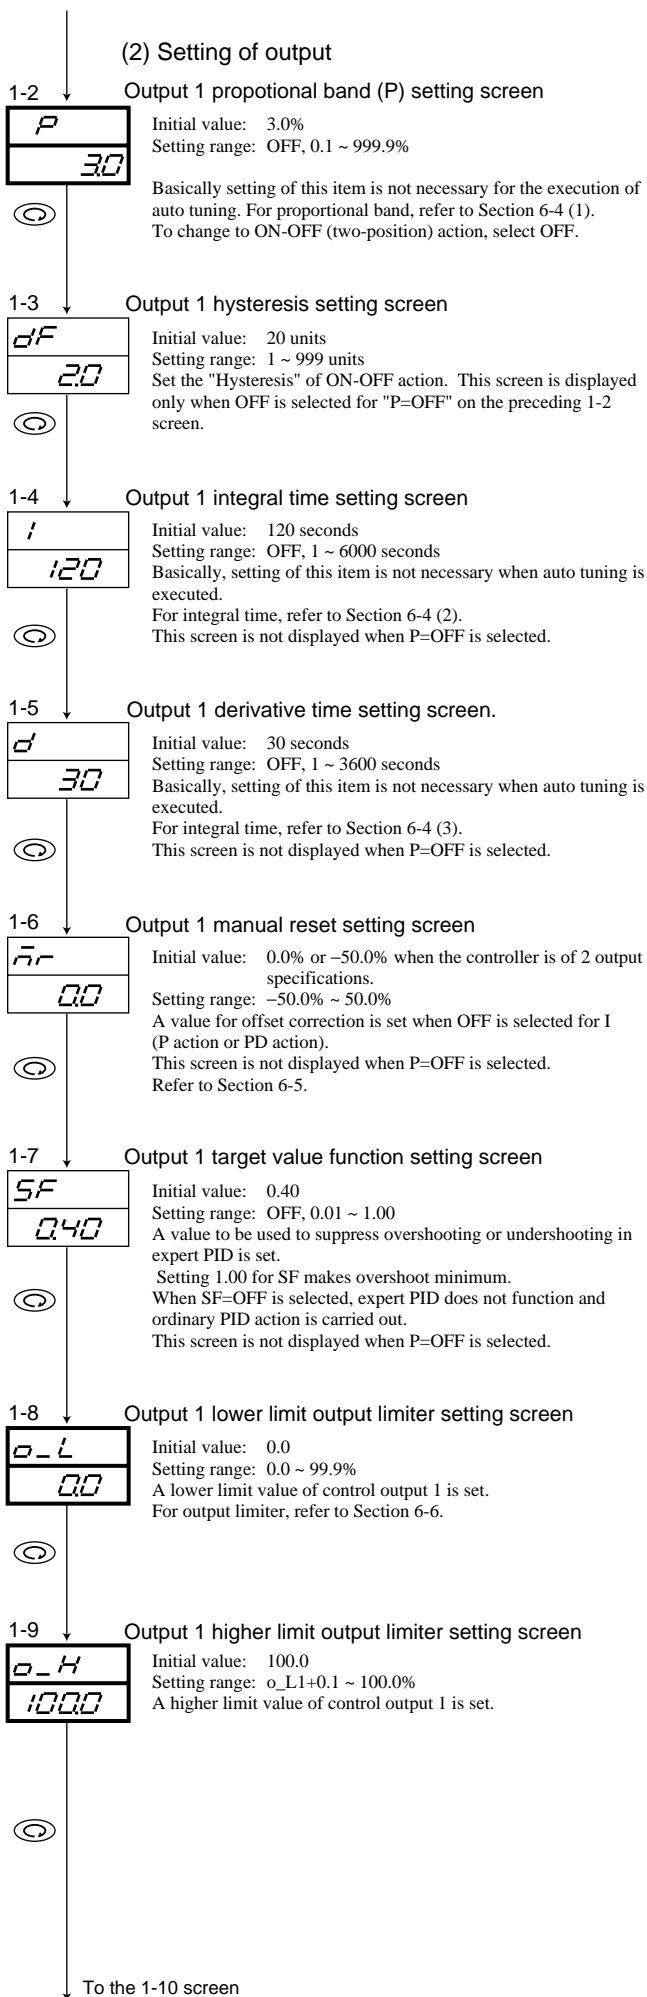 (2) Setting of output
1-2
Output 1 propotional band (P) setting screen
P
3.0
Initial value: 3.0%
Setting range: OFF, 0.1 ~ 999.9%
Basically setting of this item is not necessary for the execution of
auto tuning. For proportional band, refer to Section 6-4 (1).
To change to ON-OFF (two-position) action, select OFF.
1-3
Output 1 hysteresis setting screen
dF
2.0
Initial value: 20 units
Setting range: 1 ~ 999 units
Set the "Hysteresis" of ON-OFF action. This screen is displayed
only when OFF is selected for "P=OFF" on the preceding 1-2
screen.
1-4
Output 1 integral time setting screen
I
120
Initial value: 120 seconds
Setting range: OFF, 1 ~ 6000 seconds
Basically, setting of this item is not necessary when auto tuning is
executed.
For integral time, refer to Section 6-4 (2).
This screen is not displayed when P=OFF is selected.
1-5
Output 1 derivative time setting screen.
d
30
Initial value: 30 seconds
Setting range: OFF, 1 ~ 3600 seconds
Basically, setting of this item is not necessary when auto tuning is
executed.
For integral time, refer to Section 6-4 (3).
This screen is not displayed when P=OFF is selected.
1-6
Output 1 manual reset setting screen
mr
0.0
Initial value: 0.0% or −50.0% when the controller is of 2 output
specifications.
Setting range: −50.0% ~ 50.0%
A value for offset correction is set when OFF is selected for I
(P action or PD action).
This screen is not displayed when P=OFF is selected.
Refer to Section 6-5.
1-7
Output 1 target value function setting screen
SF
0.40
Initial value: 0.40
Setting range: OFF, 0.01 ~ 1.00
A value to be used to suppress overshooting or undershooting in
expert PID is set.
Setting 1.00 for SF makes overshoot minimum.
When SF=OFF is selected, expert PID does not function and
ordinary PID action is carried out.
This screen is not displayed when P=OFF is selected.
1-8
Output 1 lower limit output limiter setting screen
o_L
0.0
Initial value: 0.0
Setting range: 0.0 ~ 99.9%
A lower limit value of control output 1 is set.
For output limiter, refer to Section 6-6.
1-9
Output 1 higher limit output limiter setting screen
o_H
100.0
Initial value: 100.0
Setting range: o_L1+0.1 ~ 100.0%
A higher limit value of control output 1 is set.
To the 1-10 screen